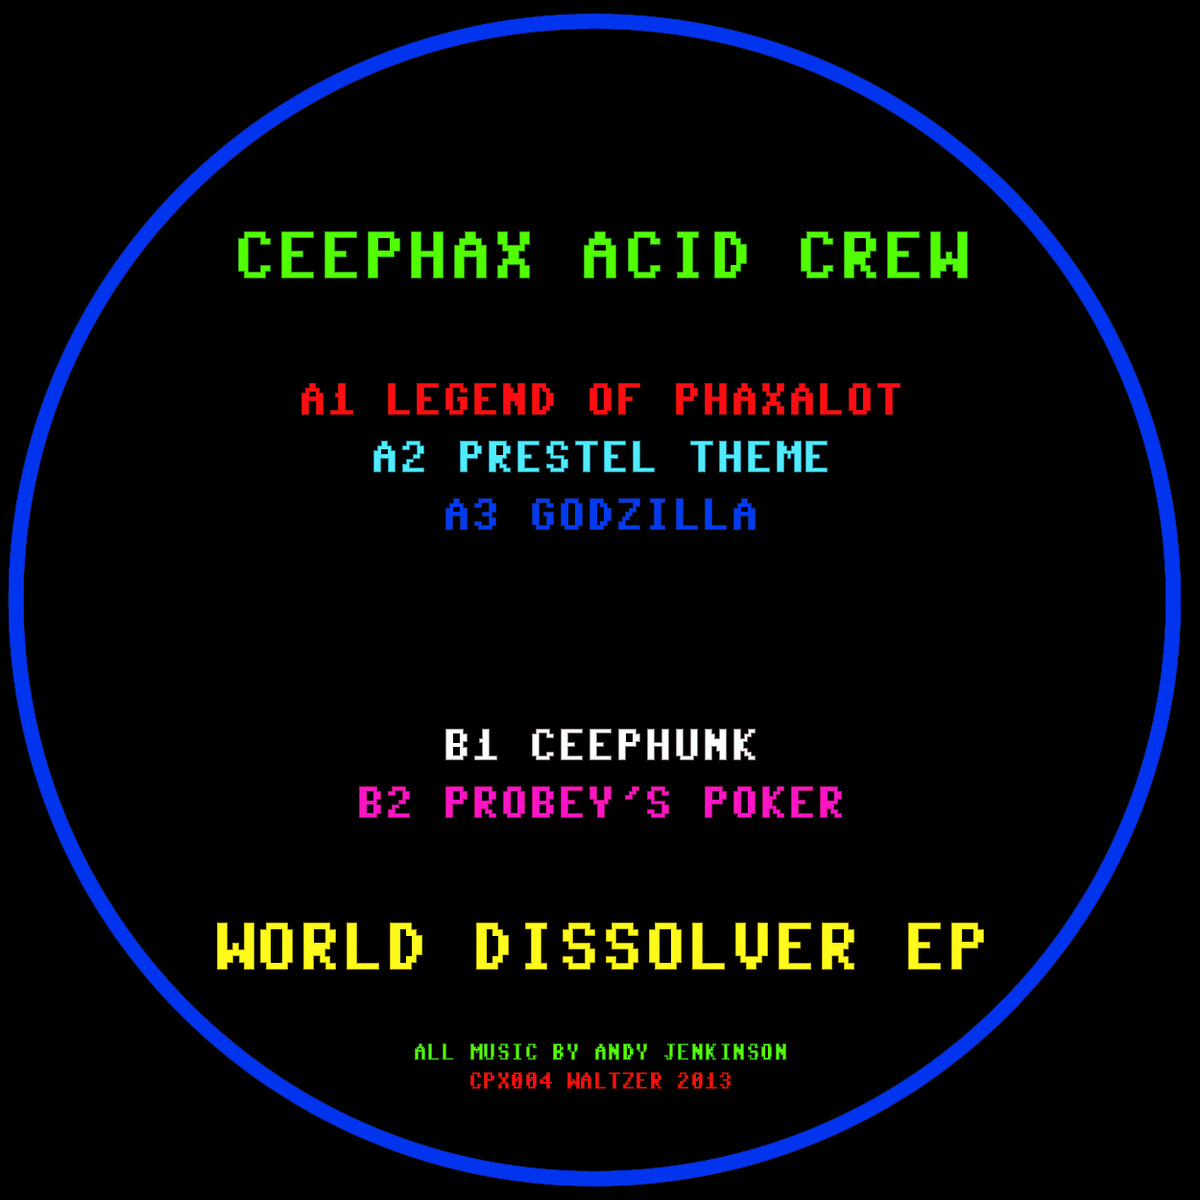 CEEPHAX ACID CREW
A1 LEGEND OF PHAXALOT
A2 PRESTEL THEME
A3 GODZILLA
B1 CEEPHUNK
B2 PROBEY'S POKER
WORLD DISSOLVER EP
ALL MUSIC BY ANDY JENKINSON
CPX004 WALTZER 2013